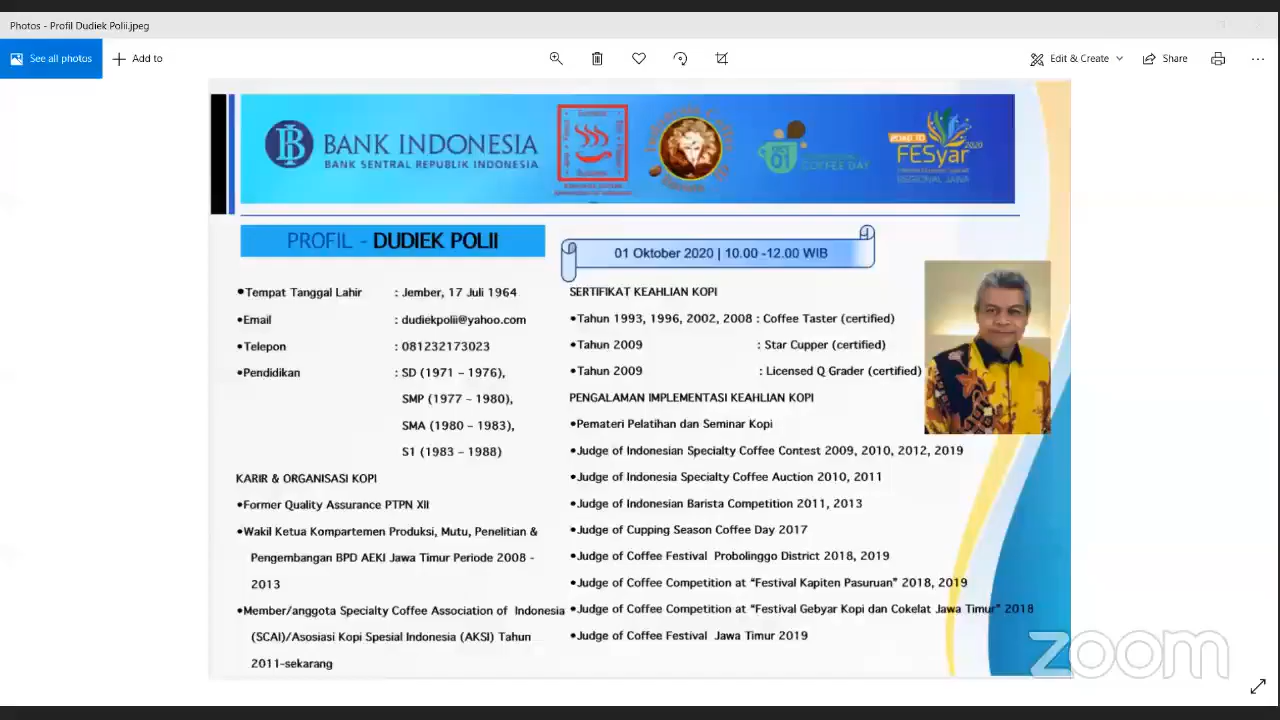 Photos - Profil Dudiek Polii.jpeg
See all photos
Add to
Edit & Create
Share
BANK INDONESIA
BANK SENTRAL REPUBLIK INDONESIA
OCT
01
COFFEE DAY
ROAD TO
FESyar
2020
REGIONAL JAWA
PROFIL - DUDIEK POLII
01 Oktober 2020 | 10.00 -12.00 WIB
•Tempat Tanggal Lahir : Jember, 17 Juli 1964
•Email : dudiekpolii@yahoo.com
•Telepon : 081232173023
•Pendidikan : SD (1971 – 1976),
SMP (1977 – 1980),
SMA (1980 – 1983),
S1 (1983 – 1988)
KARIR & ORGANISASI KOPI
•Former Quality Assurance PTPN XII
•Wakil Ketua Kompartemen Produksi, Mutu, Penelitian &
Pengembangan BPD AEKI Jawa Timur Periode 2008 -
2013
•Member/anggota Specialty Coffee Association of Indonesia
(SCAI)/Asosiasi Kopi Spesial Indonesia (AKSI) Tahun
2011-sekarang
SERTIFIKAT KEAHLIAN KOPI
•Tahun 1993, 1996, 2002, 2008 : Coffee Taster (certified)
•Tahun 2009 : Star Cupper (certified)
•Tahun 2009 : Licensed Q Grader (certified)
PENGALAMAN IMPLEMENTASI KEAHLIAN KOPI
•Pemateri Pelatihan dan Seminar Kopi
•Judge of Indonesian Specialty Coffee Contest 2009, 2010, 2012, 2019
•Judge of Indonesia Specialty Coffee Auction 2010, 2011
•Judge of Indonesian Barista Competition 2011, 2013
•Judge of Cupping Season Coffee Day 2017
•Judge of Coffee Festival Probolinggo District 2018, 2019
•Judge of Coffee Competition at “Festival Kapiten Pasuruan” 2018, 2019
•Judge of Coffee Competition at “Festival Gebyar Kopi dan Cokelat Jawa Timur” 2018
•Judge of Coffee Festival Jawa Timur 2019
zoom